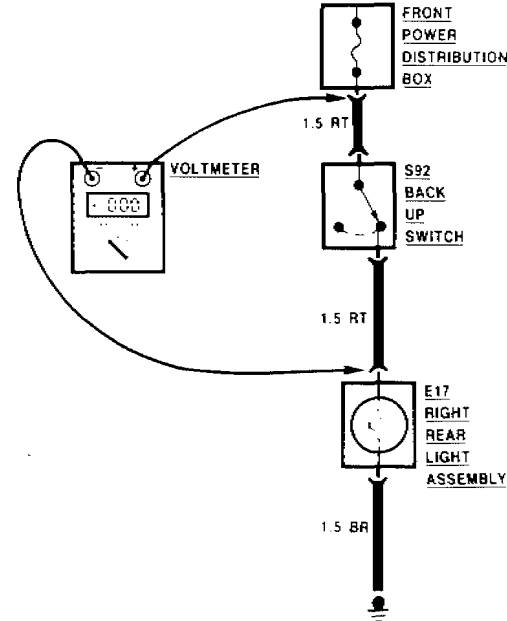 FRONT
POWER
DISTRIBUTION
BOX
1.5 RT
VOLTMETER
- +
000
S92
BACK
UP
SWITCH
1.5 RT
E17
RIGHT
REAR
LIGHT
ASSEMBLY
1.5 BR